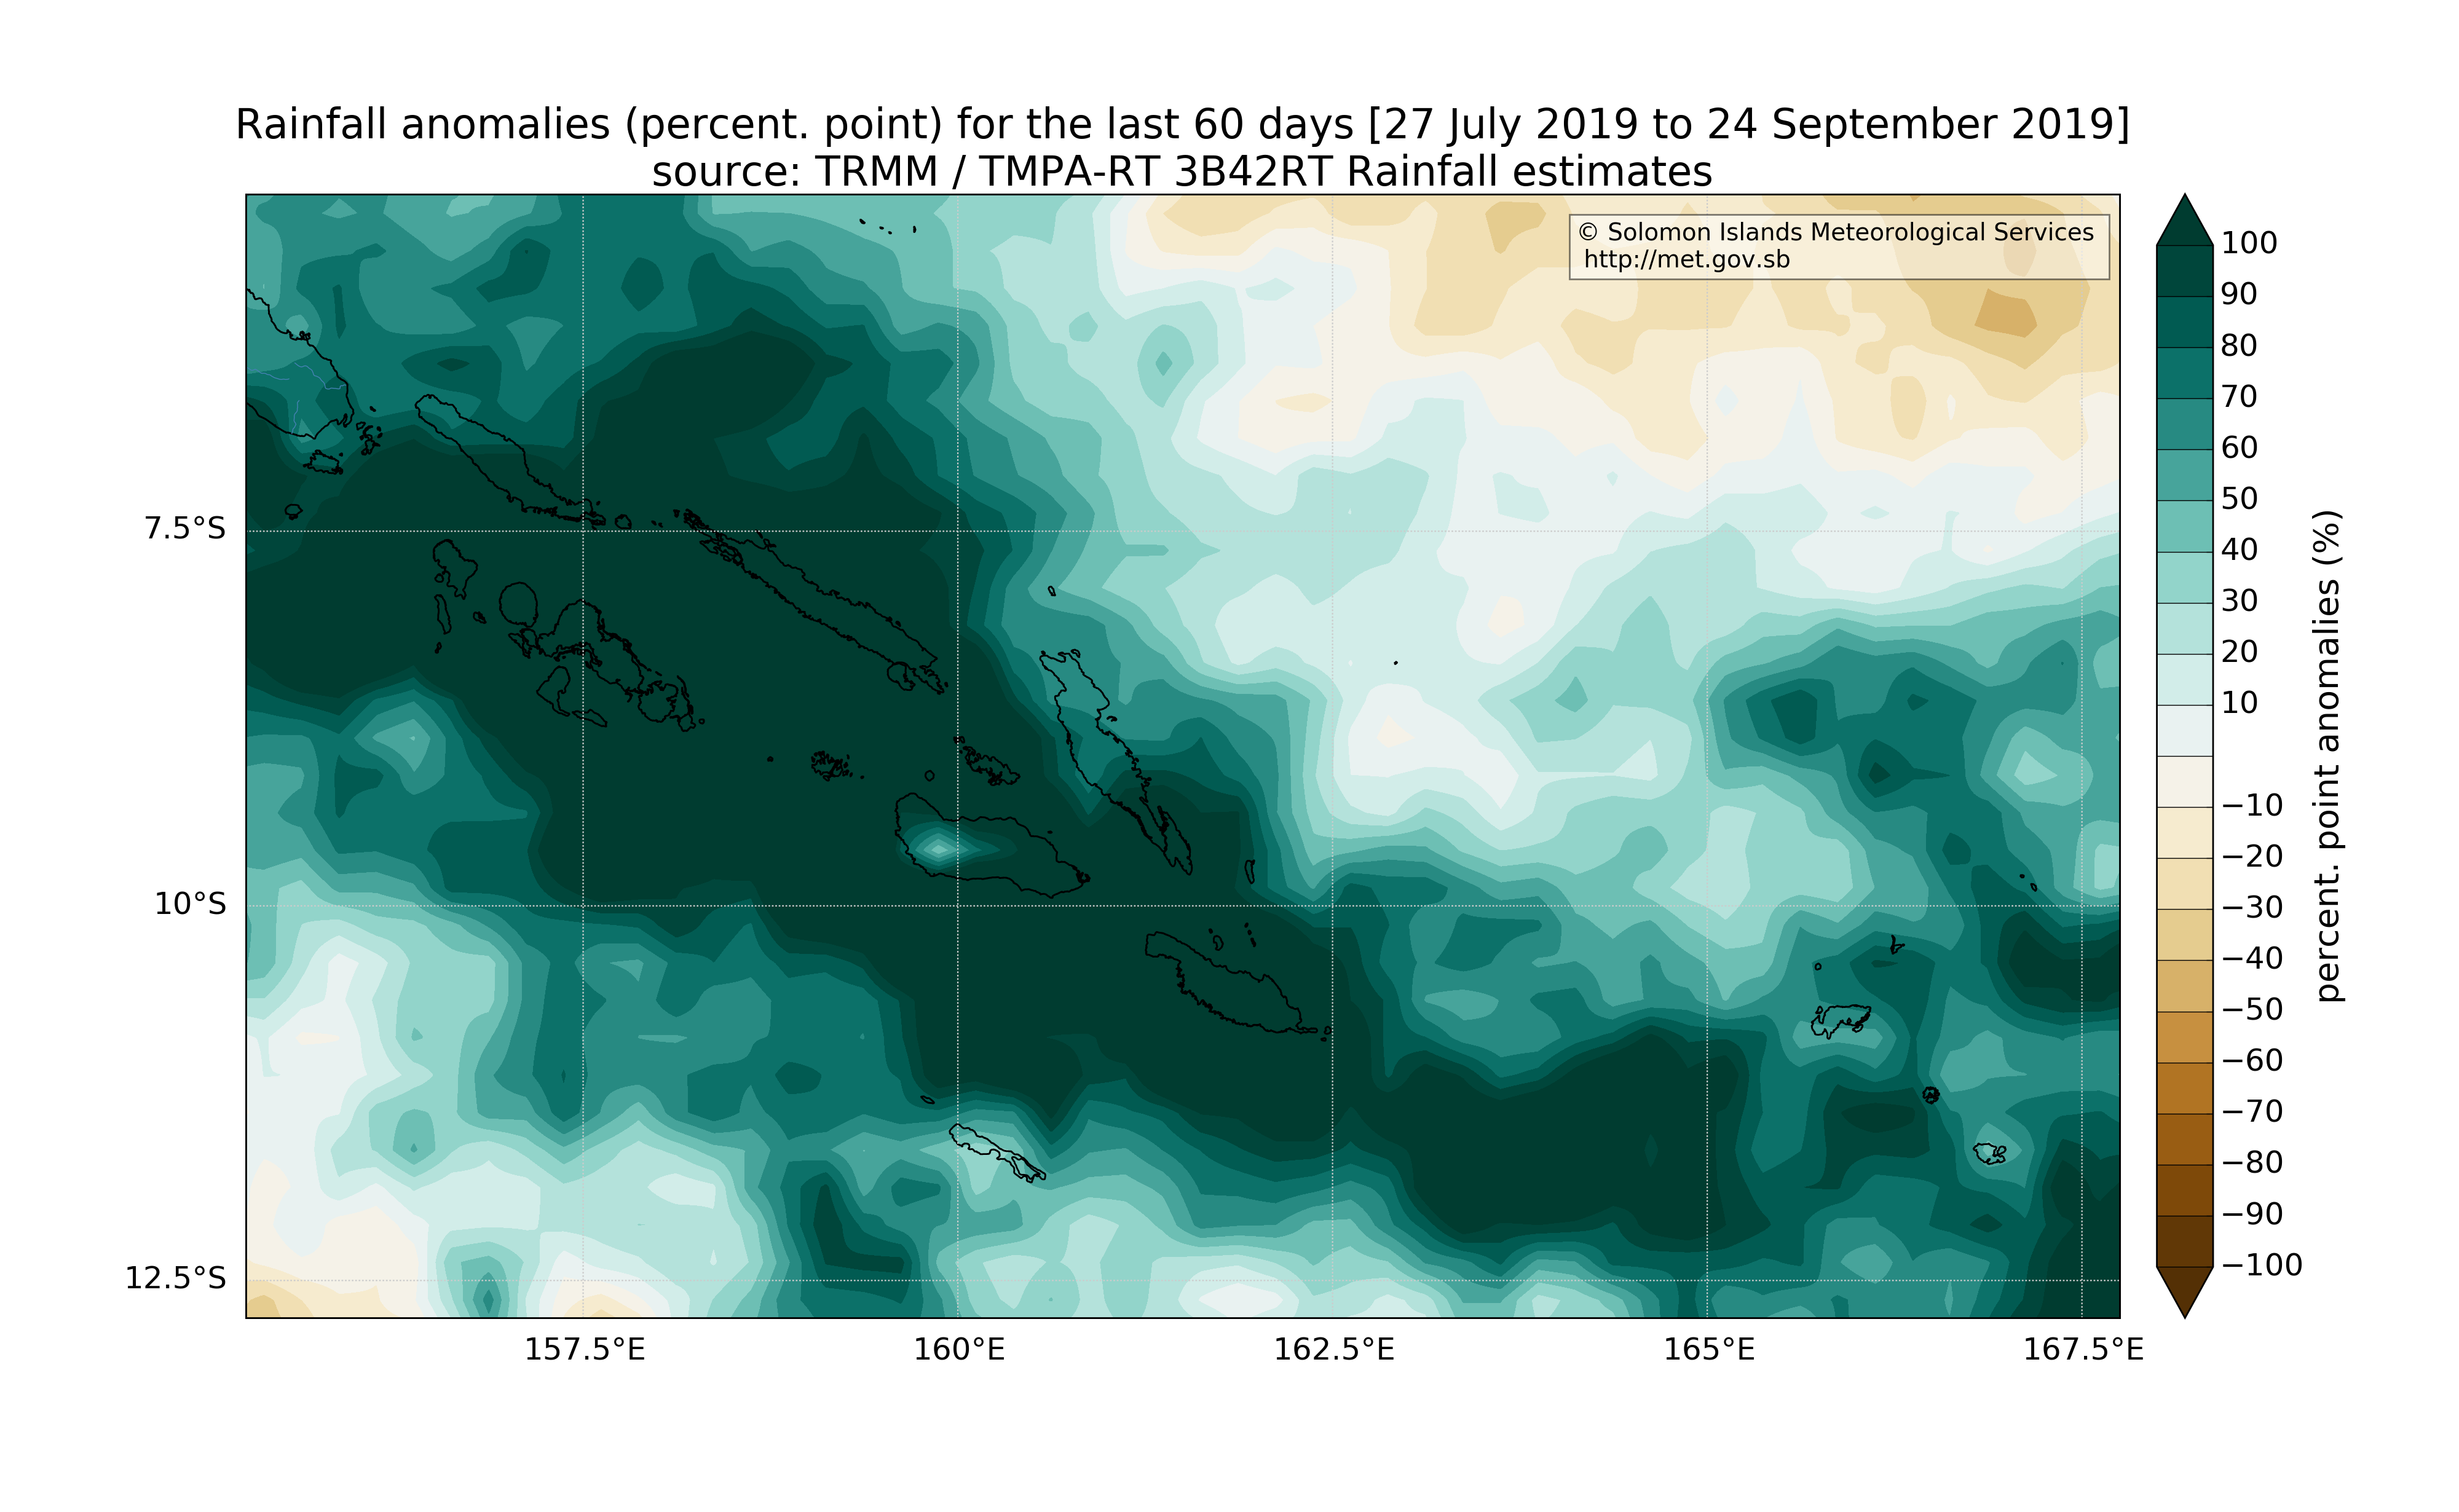 Rainfall anomalies (percent. point) for the last 60 days [27 July 2019 to 24 September 2019]
source: TRMM / TMPA-RT 3B42RT Rainfall estimates
© Solomon Islands Meteorological Services
http://met.gov.sb
7.5°S
10°S
12.5°S
157.5°E
160°E
162.5°E
165°E
167.5°E
100
90
80
70
60
50
40
30
20
10
−10
−20
−30
−40
−50
−60
−70
−80
−90
−100
percent. point anomalies (%)